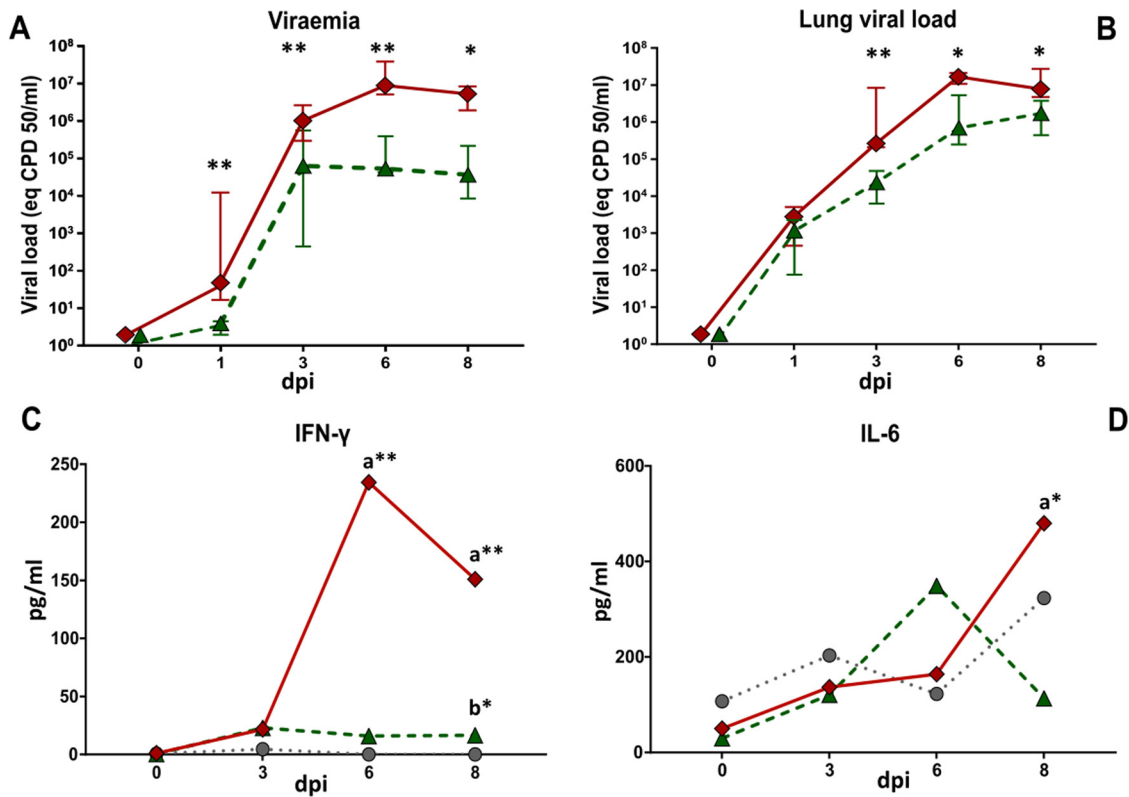 A
Viraemia
Viral load (eq CPD 50/ml)
10⁸
10⁷
10⁶
10⁵
10⁴
10³
10²
10¹
10⁰
** ** ** *
0 1 3 6 8
dpi
B
Lung viral load
Viral load (eq CPD 50/ml)
10⁸
10⁷
10⁶
10⁵
10⁴
10³
10²
10¹
10⁰
** * *
0 1 3 6 8
dpi
C
IFN-γ
pg/ml
250
200
150
100
50
0
a**
a**
b*
0 3 6 8
dpi
D
IL-6
pg/ml
600
400
200
0
a*
0 3 6 8
dpi